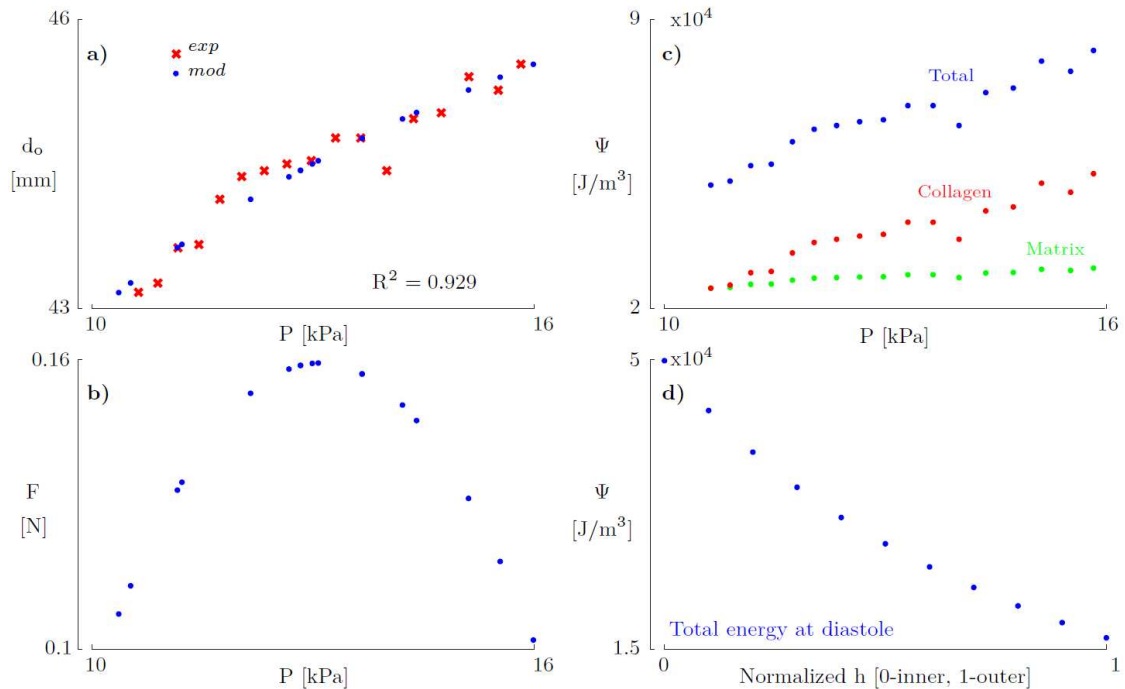 46
a)
exp
mod
d₀
[mm]
R² = 0.929
43
10
P [kPa]
16
9
x10⁴
c)
Total
Ψ
[J/m³]
Collagen
Matrix
2
10
P [kPa]
16
0.16
b)
F
[N]
0.1
10
P [kPa]
16
5
x10⁴
d)
Ψ
[J/m³]
Total energy at diastole
1.5
0
Normalized h [0-inner, 1-outer]
1